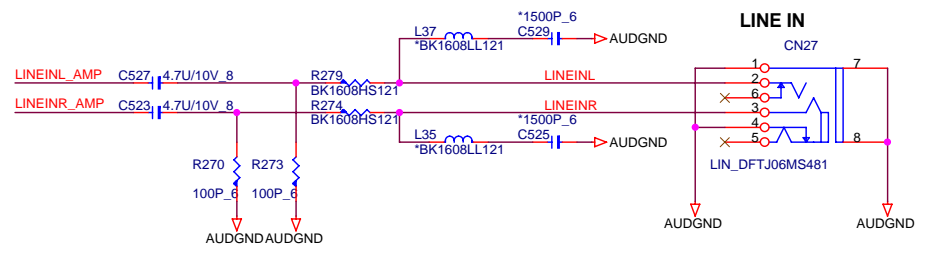 *1500P_6
LINE IN
L37
C529
CN27
AUDGND
*BK1608LL121
LINEINL_AMP
C527
4.7U/10V_8
R279
LINEINL
1
7
BK1608HS121
2
LINEINR_AMP
C523
4.7U/10V_8
R274
LINEINR
6
BK1608HS121
3
*1500P_6
L35
C525
4
AUDGND
*BK1608LL121
5
8
R270
R273
LIN_DFTJ06MS481
100P_6
100P_6
AUDGND
AUDGND
AUDGND
AUDGND